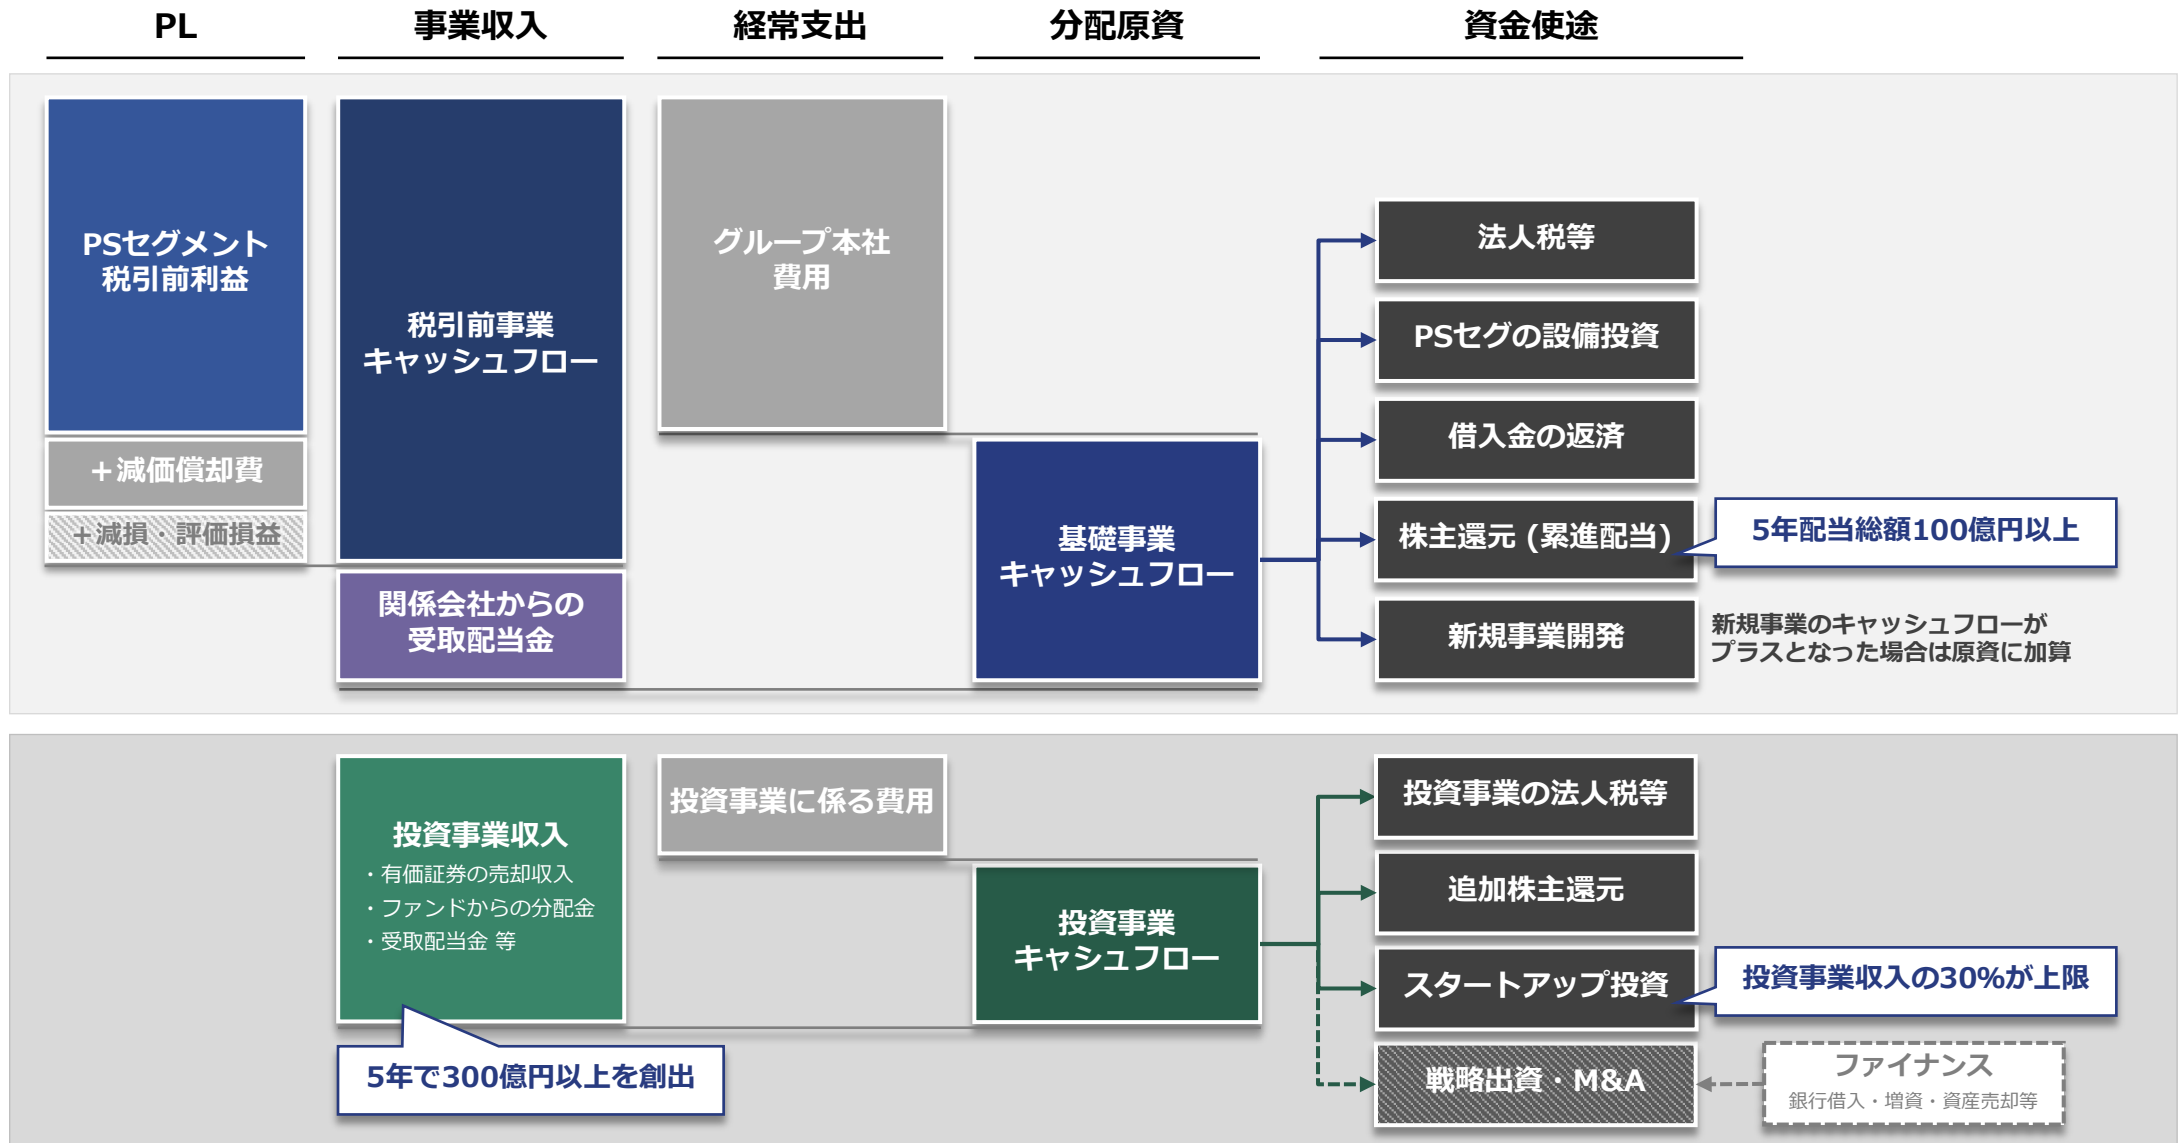 PL
事業収入
経常支出
分配原資
資金使途
PSセグメント
税引前利益
＋減価償却費
＋減損・評価損益
税引前事業
キャッシュフロー
関係会社からの
受取配当金
グループ本社
費用
基礎事業
キャッシュフロー
法人税等
PSセグの設備投資
借入金の返済
株主還元 (累進配当)
5年配当総額100億円以上
新規事業開発
新規事業のキャッシュフローが
プラスとなった場合は原資に加算
投資事業収入
・有価証券の売却収入
・ファンドからの分配金
・受取配当金 等
5年で300億円以上を創出
投資事業に係る費用
投資事業
キャシュフロー
投資事業の法人税等
追加株主還元
スタートアップ投資
投資事業収入の30%が上限
戦略出資・M&A
ファイナンス
銀行借入・増資・資産売却等